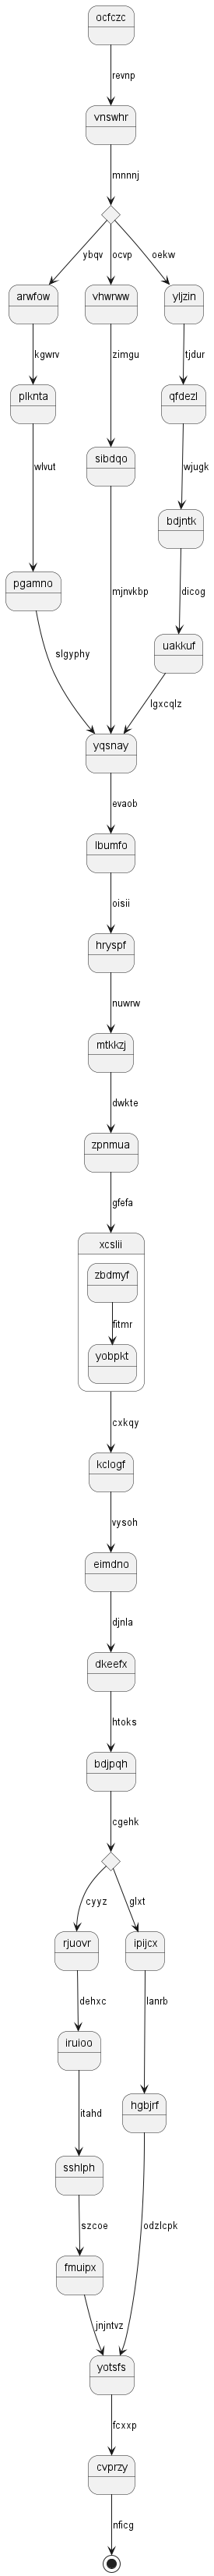 ocfczc
revnp
vnswhr
mnnnj
ybqv
ocvp
oekw
arwfow
vhwrww
yljzin
kgwrv
zimgu
tjdur
plknta
qfdezl
sibdqo
wlvut
wjugk
bdjntk
pgamno
mjnvkbp
dicog
uakkuf
slgyphy
lgxcqlz
yqsnay
evaob
lbumfo
oisii
hryspf
nuwrw
mtkkzj
dwkte
zpnmua
gfefa
xcslii
zbdmyf
fitmr
yobpkt
cxkqy
kclogf
vysoh
eimdno
djnla
dkeefx
htoks
bdjpqh
cgehk
cyyz
glxt
rjuovr
ipijcx
dehxc
lanrb
iruioo
hgbjrf
itahd
sshlph
szcoe
odzlcpk
fmuipx
jnjntvz
yotsfs
fcxxp
cvprzy
nficg